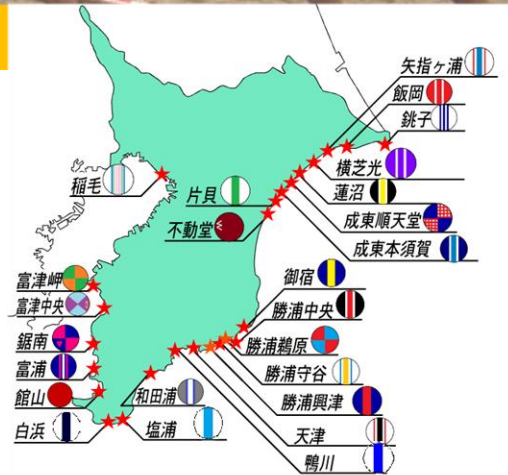 矢指ヶ浦
飯岡
銚子
横芝光
蓮沼
成東順天堂
成東本須賀
稲毛
片貝
不動堂
富津岬
富津中央
鋸南
富浦
館山
白浜
和田浦
塩浦
御宿
勝浦中央
勝浦鵜原
勝浦守谷
勝浦興津
天津
鴨川